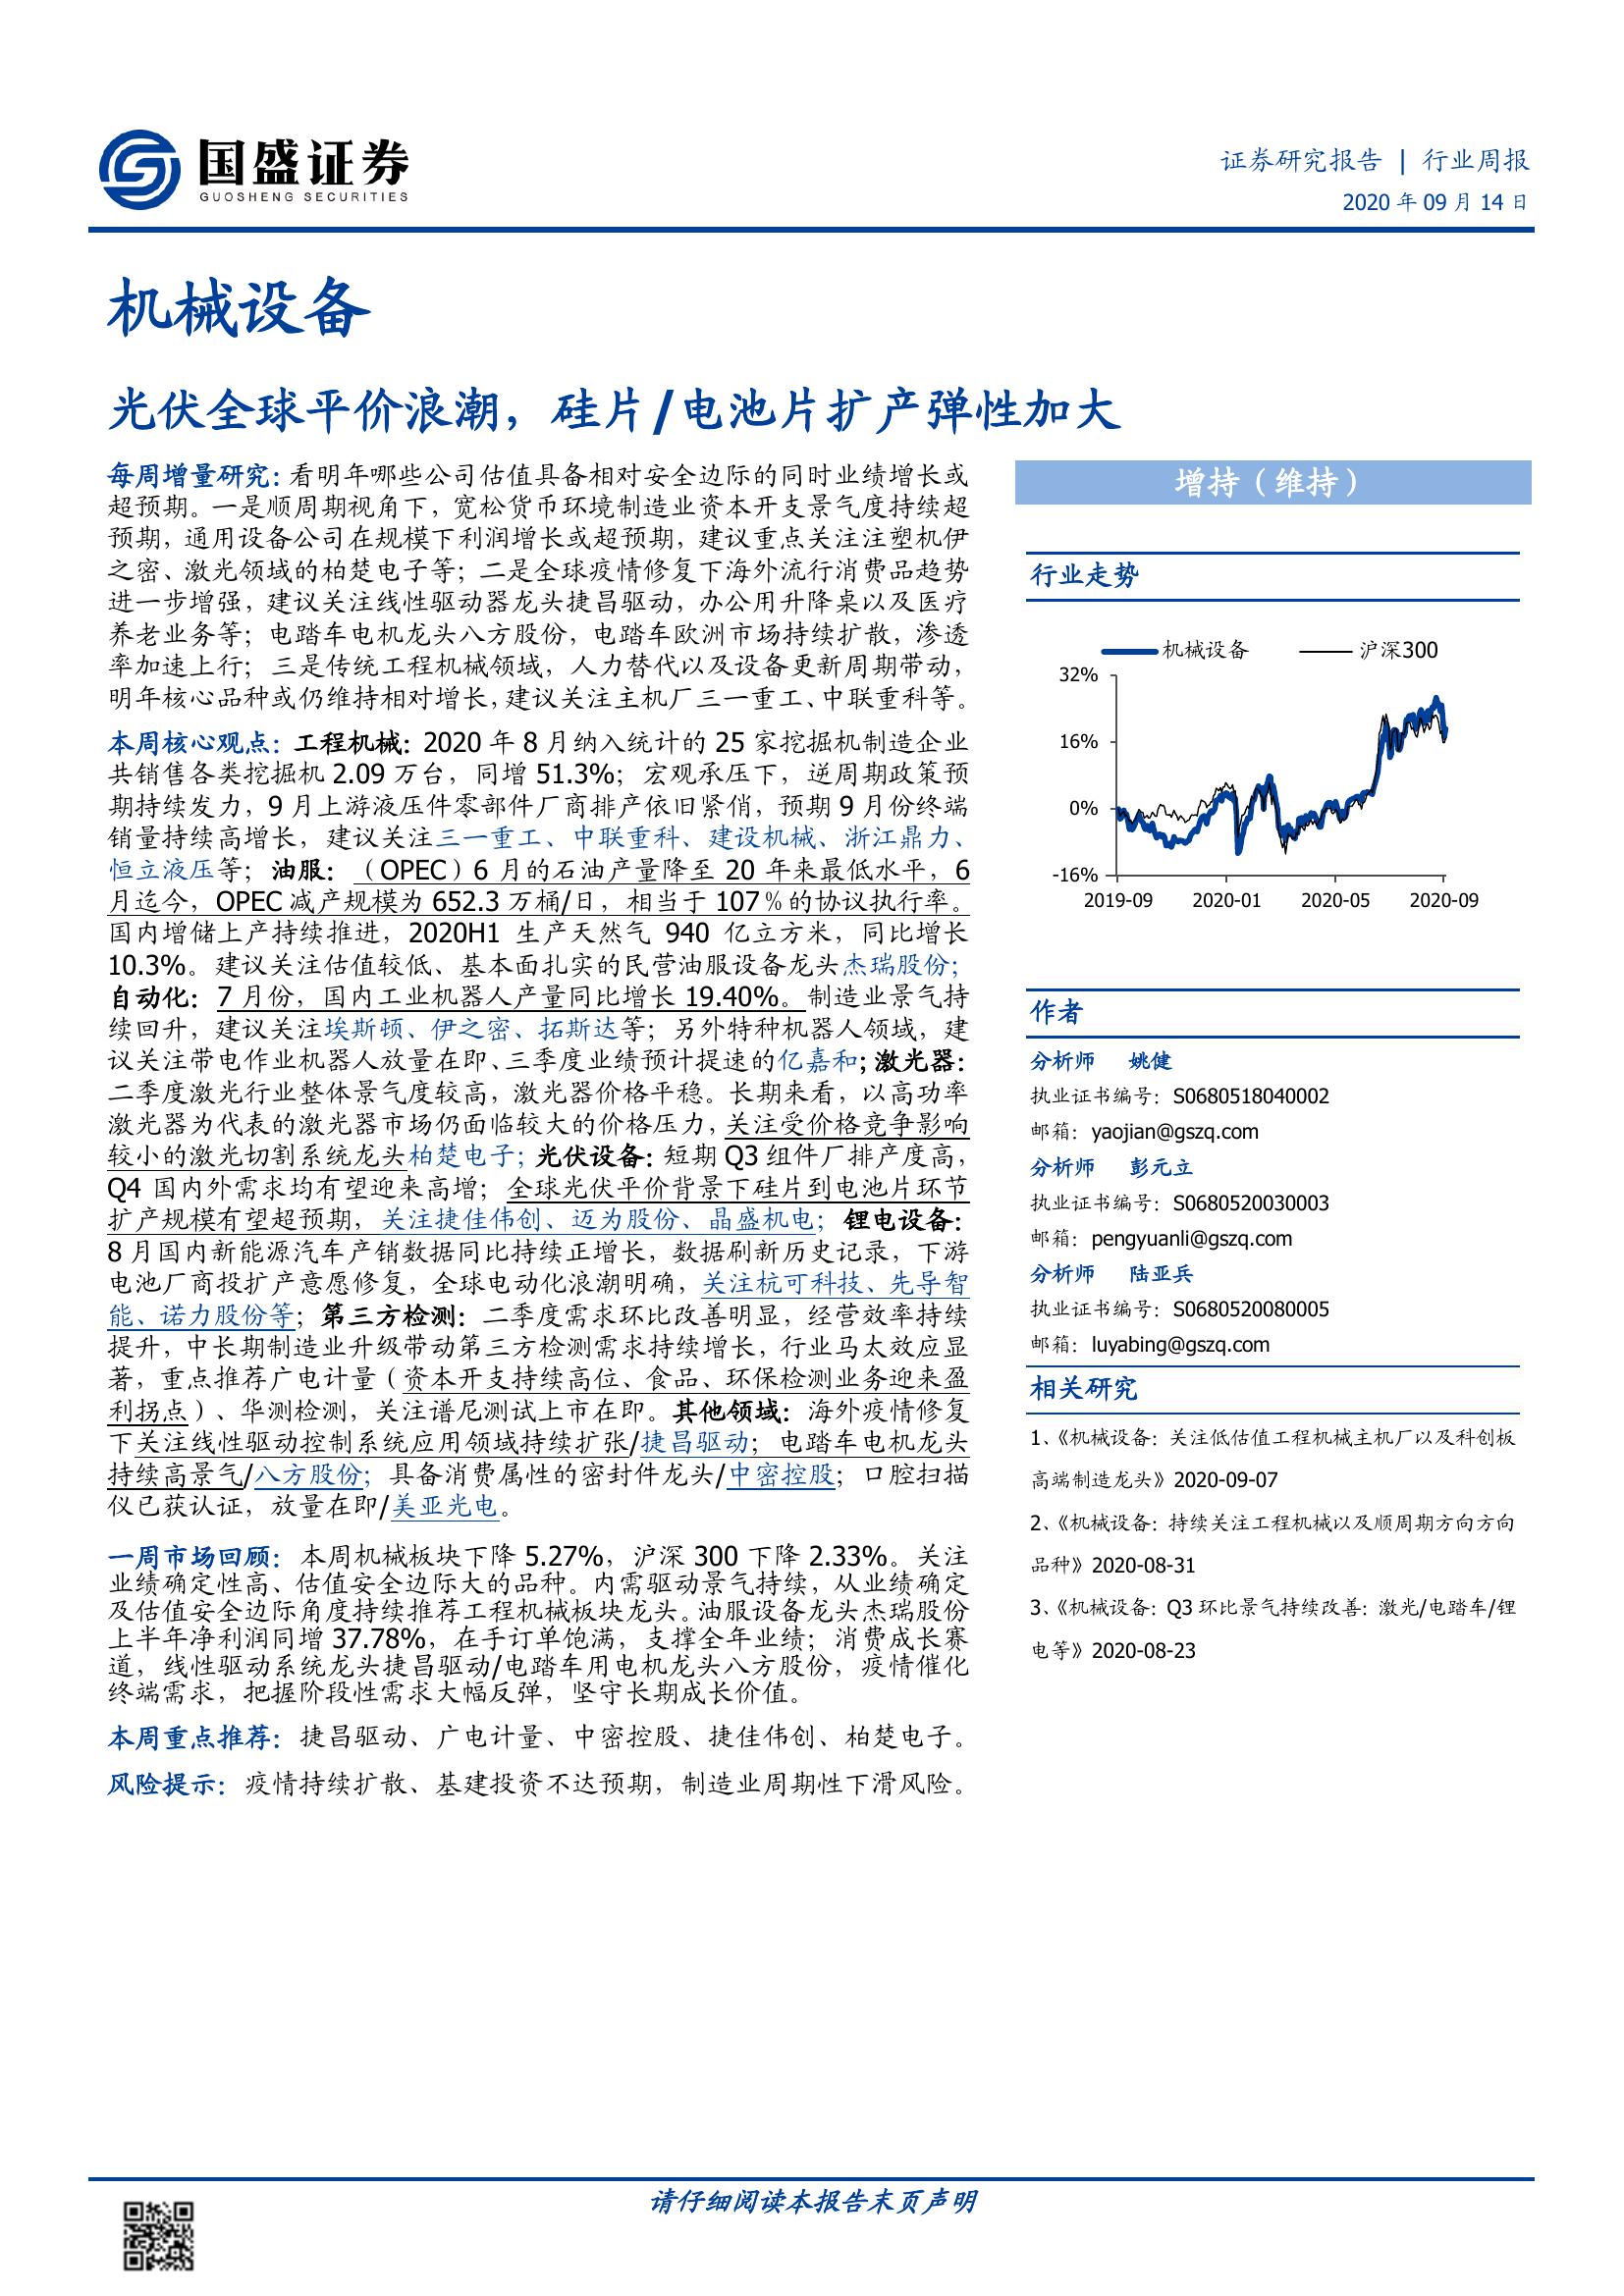 国盛证券
GUOSHENG SECURITIES
证券研究报告 | 行业周报
2020 年 09 月 14 日
机械设备
光伏全球平价浪潮，硅片/电池片扩产弹性加大
每周增量研究：看明年哪些公司估值具备相对安全边际的同时业绩增长或
超预期。一是顺周期视角下，宽松货币环境制造业资本开支景气度持续超
预期，通用设备公司在规模下利润增长或超预期，建议重点关注注塑机伊
之密、激光领域的柏楚电子等；二是全球疫情修复下海外流行消费品趋势
进一步增强，建议关注线性驱动器龙头捷昌驱动，办公用升降桌以及医疗
养老业务等；电踏车电机龙头八方股份，电踏车欧洲市场持续扩散，渗透
率加速上行；三是传统工程机械领域，人力替代以及设备更新周期带动，
明年核心品种或仍维持相对增长，建议关注主机厂三一重工、中联重科等。
本周核心观点：工程机械：2020 年 8 月纳入统计的 25 家挖掘机制造企业
共销售各类挖掘机 2.09 万台，同增 51.3%；宏观承压下，逆周期政策预
期持续发力，9 月上游液压件零部件厂商排产依旧紧俏，预期 9 月份终端
销量持续高增长，建议关注三一重工、中联重科、建设机械、浙江鼎力、
恒立液压等；油服：（OPEC）6 月的石油产量降至 20 年来最低水平，6
月迄今，OPEC 减产规模为 652.3 万桶/日，相当于 107％的协议执行率。
国内增储上产持续推进，2020H1 生产天然气 940 亿立方米，同比增长
10.3%。建议关注估值较低、基本面扎实的民营油服设备龙头杰瑞股份；
自动化：7 月份，国内工业机器人产量同比增长 19.40%。制造业景气持
续回升，建议关注埃斯顿、伊之密、拓斯达等；另外特种机器人领域，建
议关注带电作业机器人放量在即、三季度业绩预计提速的亿嘉和；激光器：
二季度激光行业整体景气度较高，激光器价格平稳。长期来看，以高功率
激光器为代表的激光器市场仍面临较大的价格压力，关注受价格竞争影响
较小的激光切割系统龙头柏楚电子；光伏设备：短期 Q3 组件厂排产度高，
Q4 国内外需求均有望迎来高增；全球光伏平价背景下硅片到电池片环节
扩产规模有望超预期，关注捷佳伟创、迈为股份、晶盛机电；锂电设备：
8 月国内新能源汽车产销数据同比持续正增长，数据刷新历史记录，下游
电池厂商投扩产意愿修复，全球电动化浪潮明确，关注杭可科技、先导智
能、诺力股份等；第三方检测：二季度需求环比改善明显，经营效率持续
提升，中长期制造业升级带动第三方检测需求持续增长，行业马太效应显
著，重点推荐广电计量（资本开支持续高位、食品、环保检测业务迎来盈
利拐点）、华测检测，关注谱尼测试上市在即。其他领域：海外疫情修复
下关注线性驱动控制系统应用领域持续扩张/捷昌驱动；电踏车电机龙头
持续高景气/八方股份；具备消费属性的密封件龙头/中密控股；口腔扫描
仪已获认证，放量在即/美亚光电。
一周市场回顾：本周机械板块下降 5.27%，沪深 300 下降 2.33%。关注
业绩确定性高、估值安全边际大的品种。内需驱动景气持续，从业绩确定
及估值安全边际角度持续推荐工程机械板块龙头。油服设备龙头杰瑞股份
上半年净利润同增 37.78%，在手订单饱满，支撑全年业绩；消费成长赛
道，线性驱动系统龙头捷昌驱动/电踏车用电机龙头八方股份，疫情催化
终端需求，把握阶段性需求大幅反弹，坚守长期成长价值。
本周重点推荐：捷昌驱动、广电计量、中密控股、捷佳伟创、柏楚电子。
风险提示：疫情持续扩散、基建投资不达预期，制造业周期性下滑风险。
增持（维持）
行业走势
机械设备 沪深300
32%
16%
0%
-16%
2019-09 2020-01 2020-05 2020-09
作者
分析师 姚健
执业证书编号：S0680518040002
邮箱：yaojian@gszq.com
分析师 彭元立
执业证书编号：S0680520030003
邮箱：pengyuanli@gszq.com
分析师 陆亚兵
执业证书编号：S0680520080005
邮箱：luyabing@gszq.com
相关研究
1、《机械设备：关注低估值工程机械主机厂以及科创板
高端制造龙头》2020-09-07
2、《机械设备：持续关注工程机械以及顺周期方向方向
品种》2020-08-31
3、《机械设备：Q3 环比景气持续改善：激光/电踏车/锂
电等》2020-08-23
请仔细阅读本报告末页声明